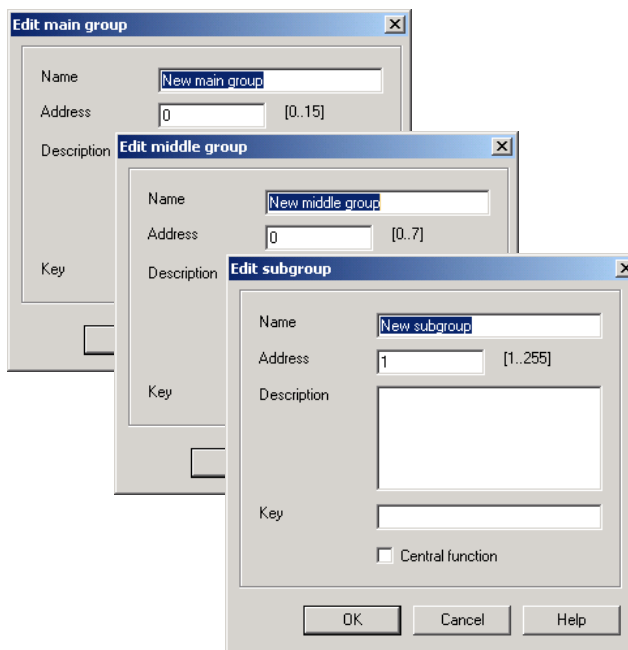 Edit main group
Name New main group
Address 0 [0..15]
Description
Key
Edit middle group
Name New middle group
Address 0 [0..7]
Description
Key
Edit subgroup
Name New subgroup
Address 1 [1..255]
Description
Key
Central function
OK Cancel Help